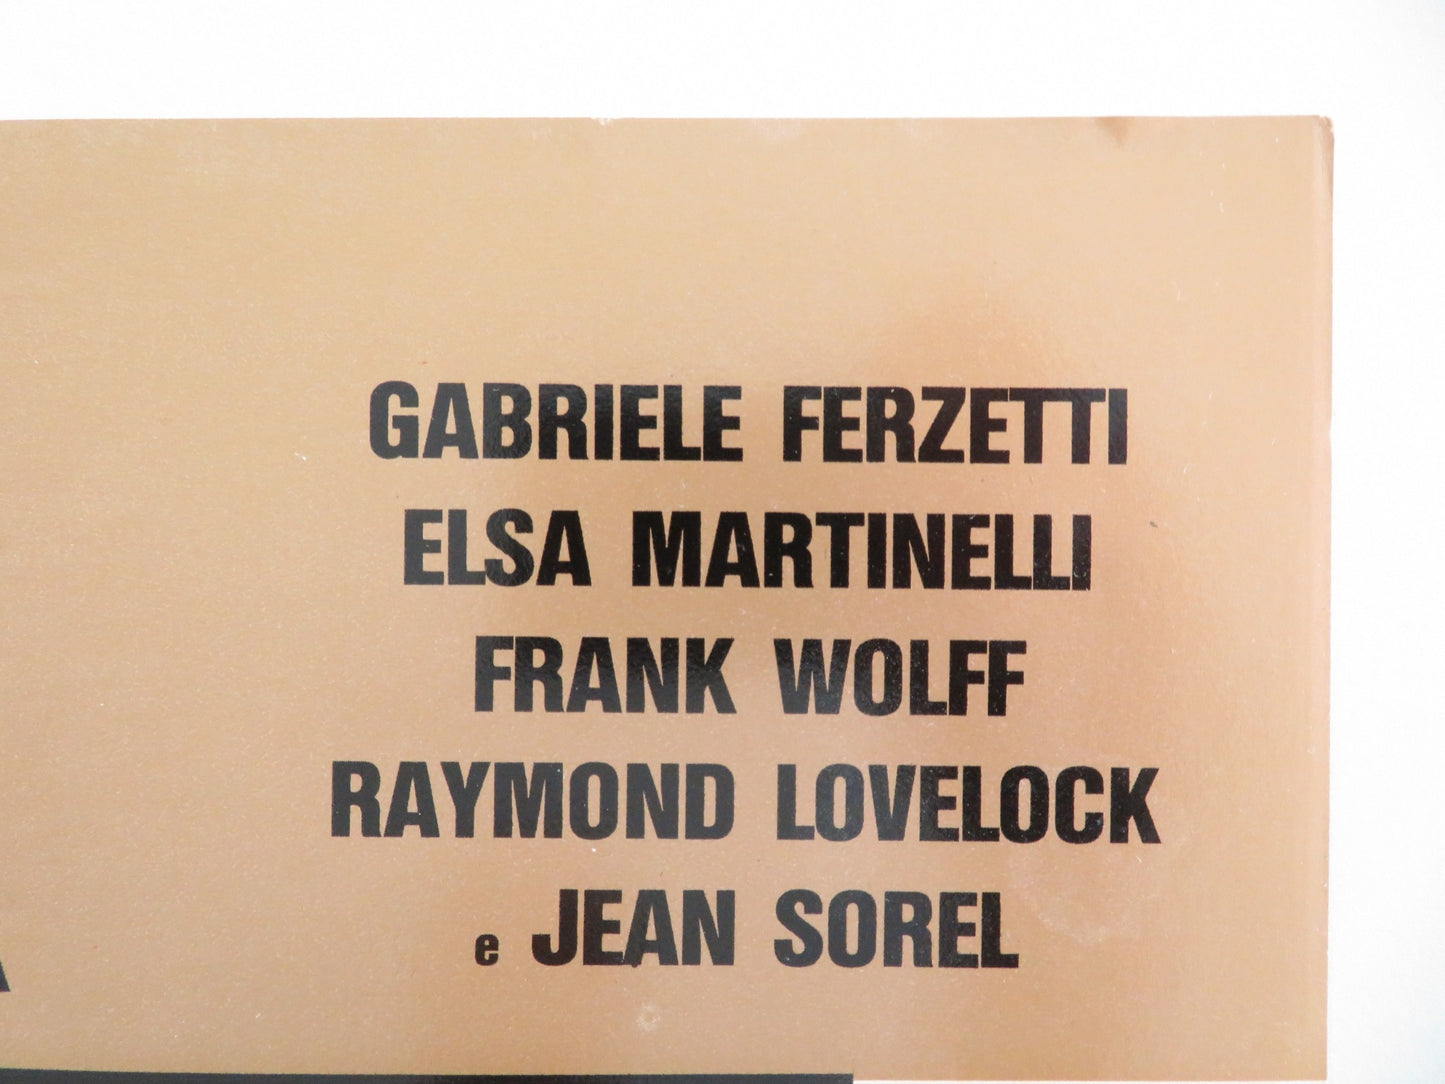 GABRIELE FERZETTI
ELSA MARTINELLI
FRANK WOLFF
RAYMOND LOVELOCK
e JEAN SOREL